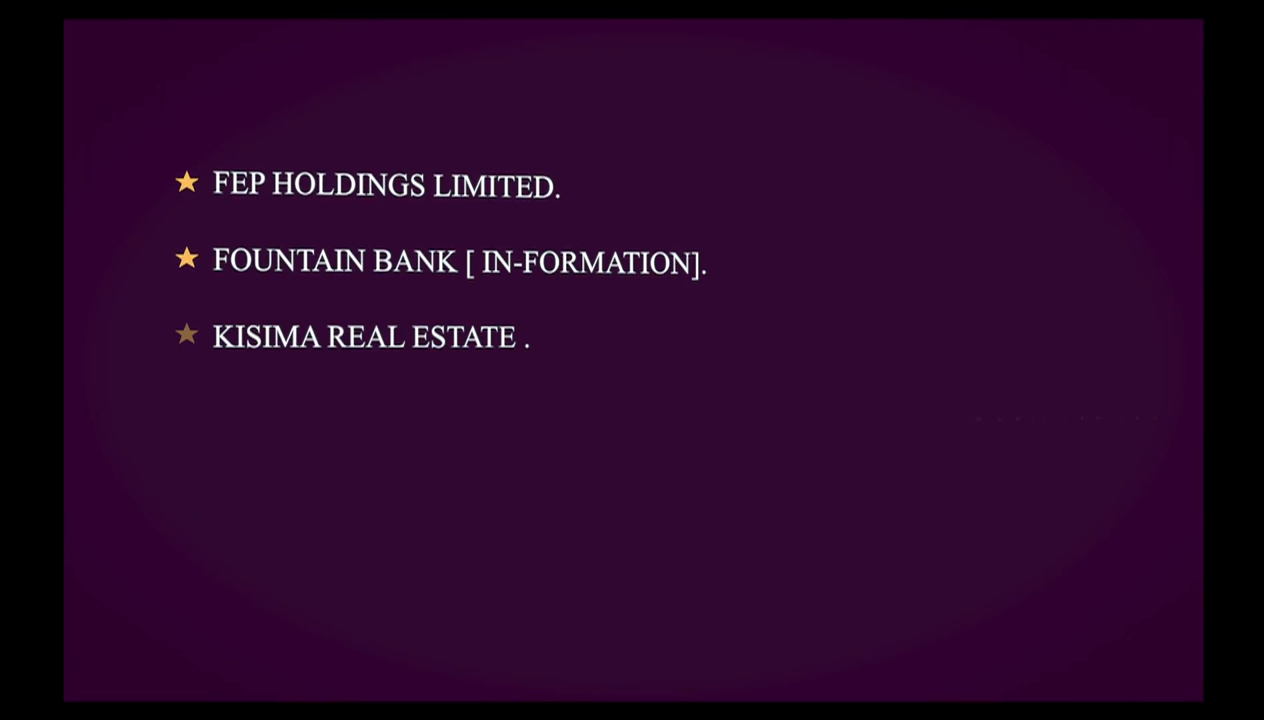 FEP HOLDINGS LIMITED.
FOUNTAIN BANK [ IN-FORMATION].
KISIMA REAL ESTATE .